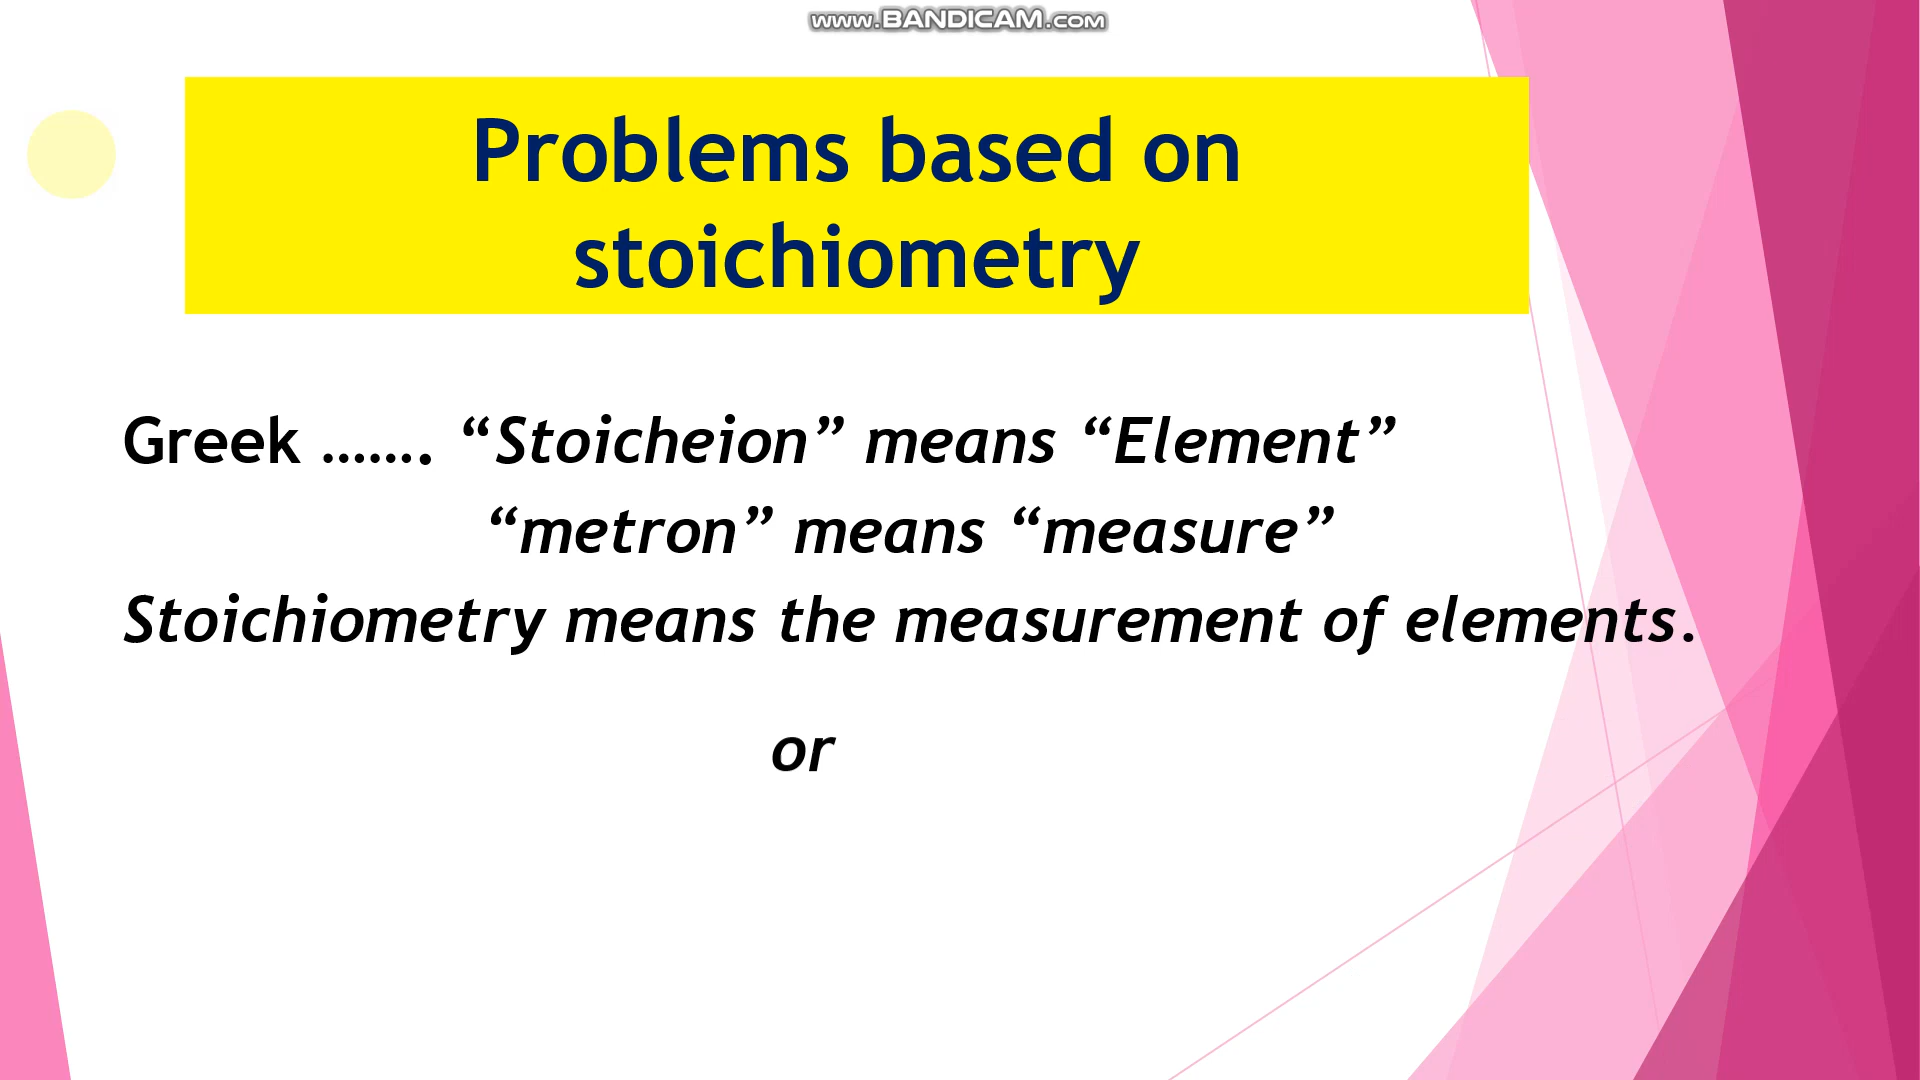 www.BANDICAM.com
Problems based on
stoichiometry
Greek ……. “Stoicheion” means “Element”
“metron” means “measure”
Stoichiometry means the measurement of elements.
or